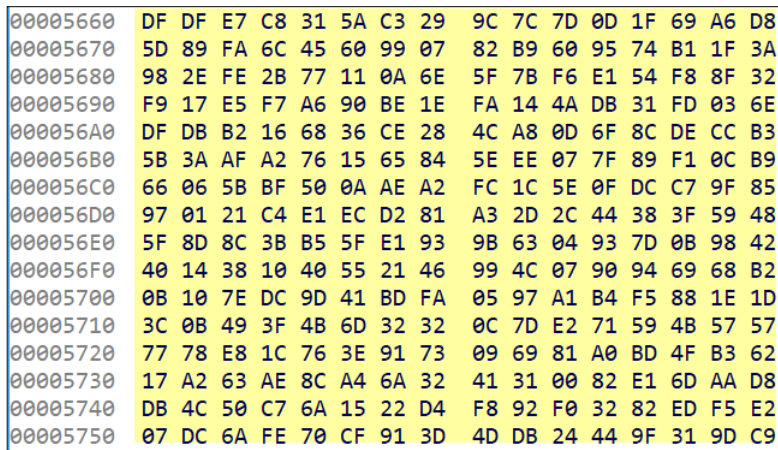 00005660 DF DF E7 C8 31 5A C3 29 9C 7C 7D 0D 1F 69 A6 D8
00005670 5D 89 FA 6C 45 60 99 07 82 B9 60 95 74 B1 1F 3A
00005680 98 2E FE 2B 77 11 0A 6E 5F 7B F6 E1 54 F8 8F 32
00005690 F9 17 E5 F7 A6 90 BE 1E FA 14 4A DB 31 FD 03 6E
000056A0 DF DB B2 16 68 36 CE 28 4C A8 0D 6F 8C DE CC B3
000056B0 5B 3A AF A2 76 15 65 84 5E EE 07 7F 89 F1 0C B9
000056C0 66 06 5B BF 50 0A AE A2 FC 1C 5E 0F DC C7 9F 85
000056D0 97 01 21 C4 E1 EC D2 81 A3 2D 2C 44 38 3F 59 48
000056E0 5F 8D 8C 3B B5 5F E1 93 9B 63 04 93 7D 0B 98 42
000056F0 40 14 38 10 40 55 21 46 99 4C 07 90 94 69 68 B2
00005700 0B 10 7E DC 9D 41 BD FA 05 97 A1 B4 F5 88 1E 1D
00005710 3C 0B 49 3F 4B 6D 32 32 0C 7D E2 71 59 4B 57 57
00005720 77 78 E8 1C 76 3E 91 73 09 69 81 A0 BD 4F B3 62
00005730 17 A2 63 AE 8C A4 6A 32 41 31 00 82 E1 6D AA D8
00005740 DB 4C 50 C7 6A 15 22 D4 F8 92 F0 32 82 ED F5 E2
00005750 07 DC 6A FE 70 CF 91 3D 4D DB 24 44 9F 31 9D C9